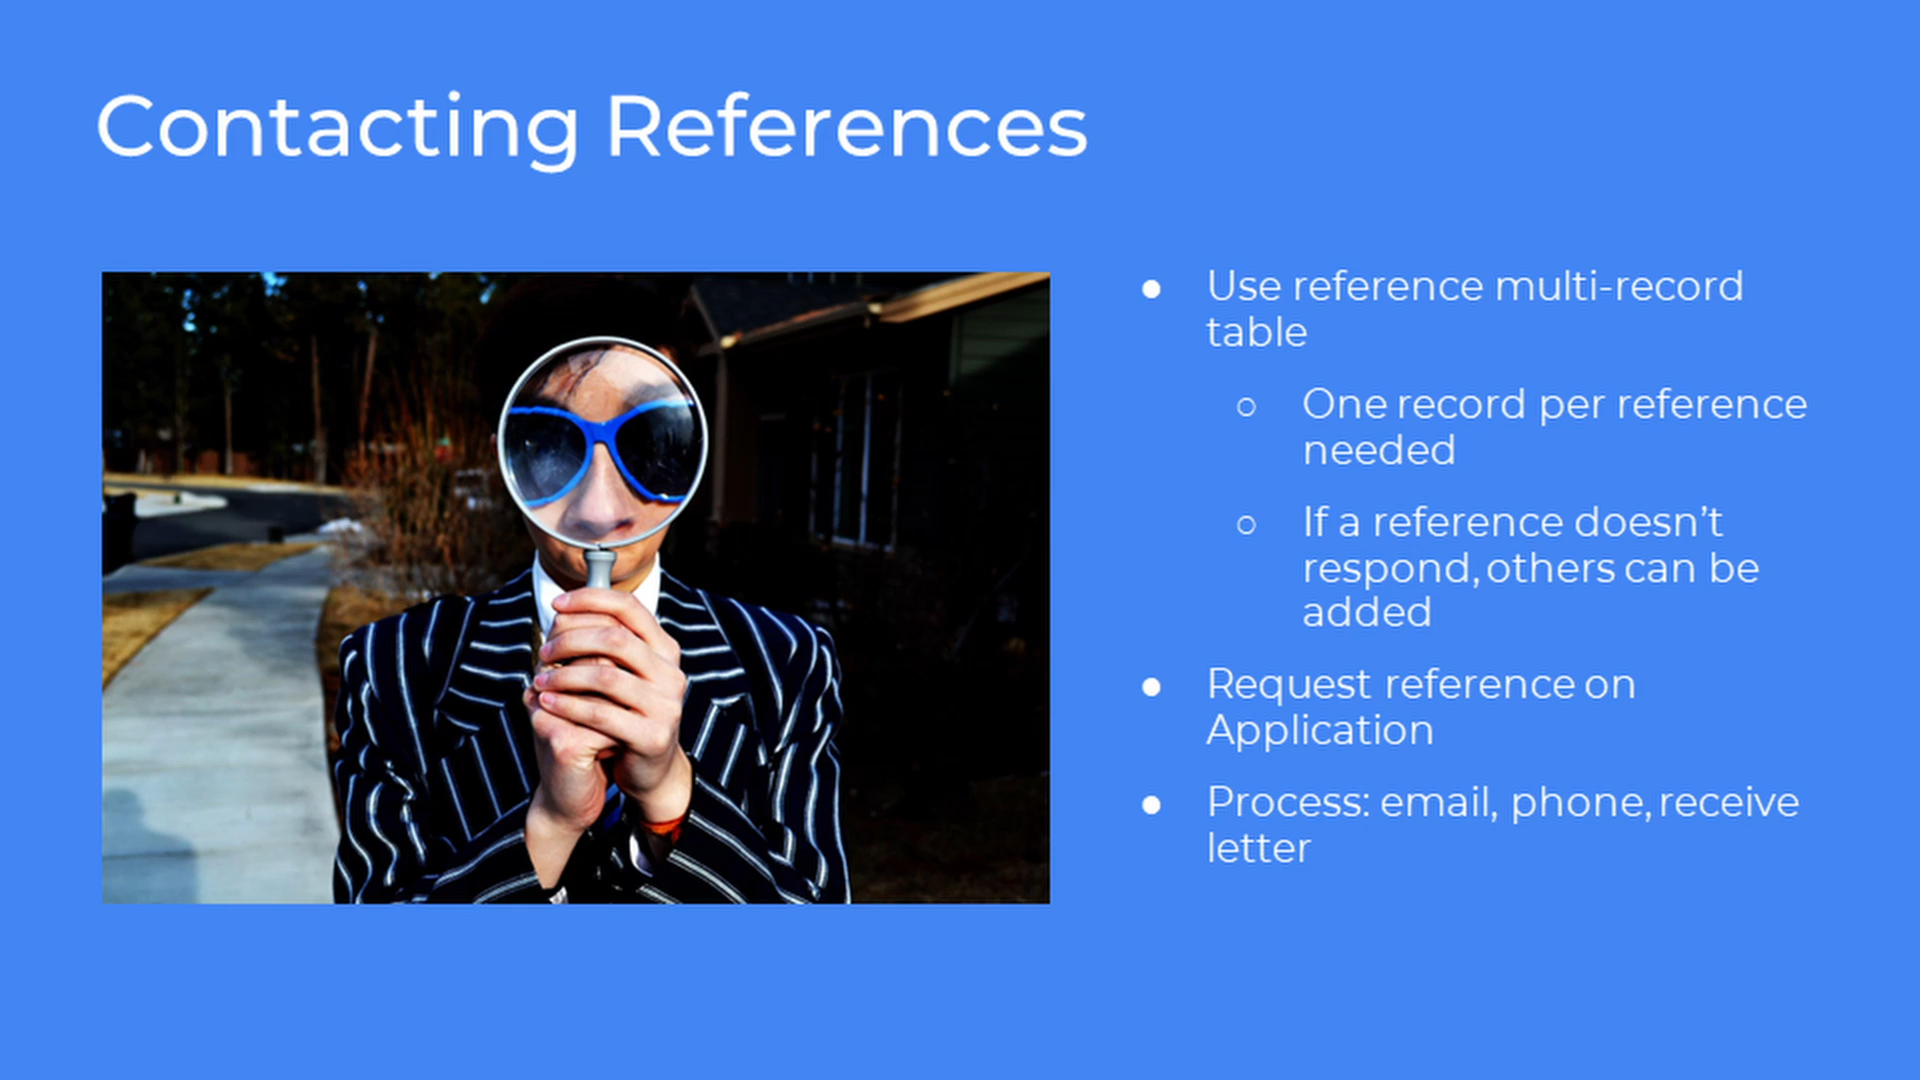 Contacting References
● Use reference multi-record
table
○ One record per reference
needed
○ If a reference doesn’t
respond, others can be
added
● Request reference on
Application
● Process: email, phone, receive
letter